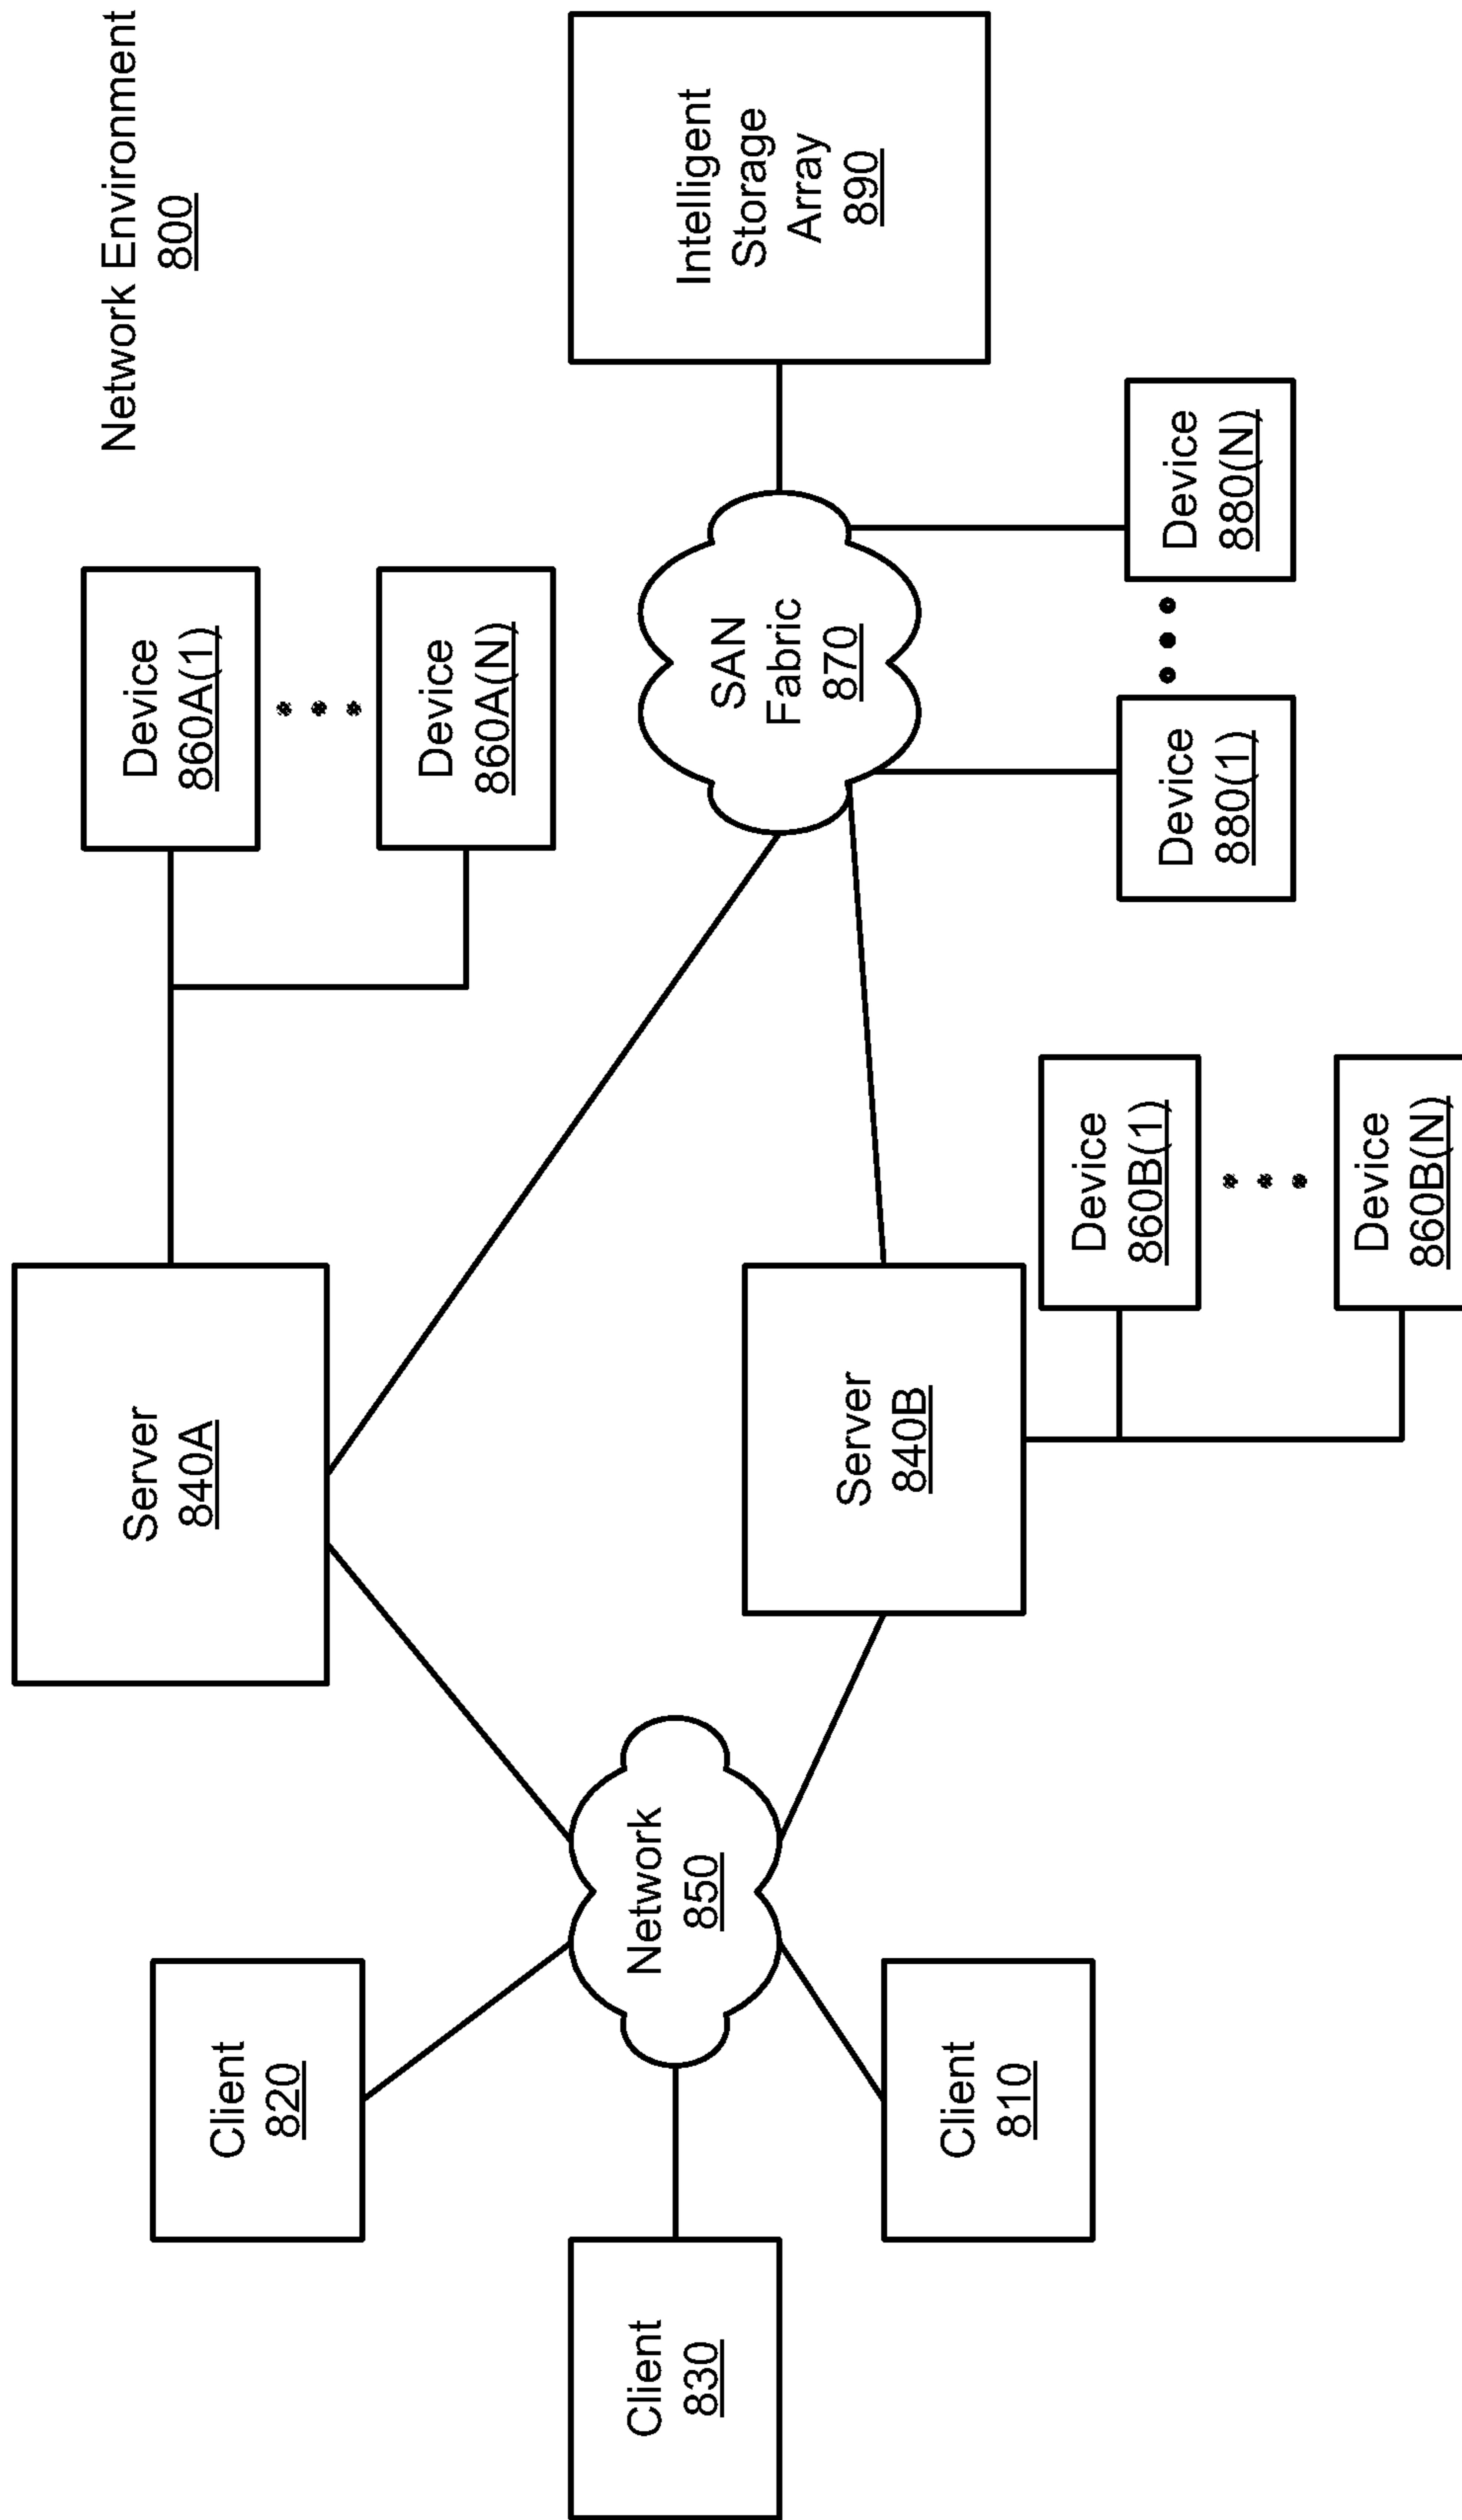 Network Environment
800
Client
820
Client
830
Client
810
Network
850
Server
840A
Server
840B
Device
860A(1)
Device
860A(N)
Device
860B(1)
Device
860B(N)
SAN
Fabric
870
Device
880(1)
Device
880(N)
Intelligent
Storage
Array
890